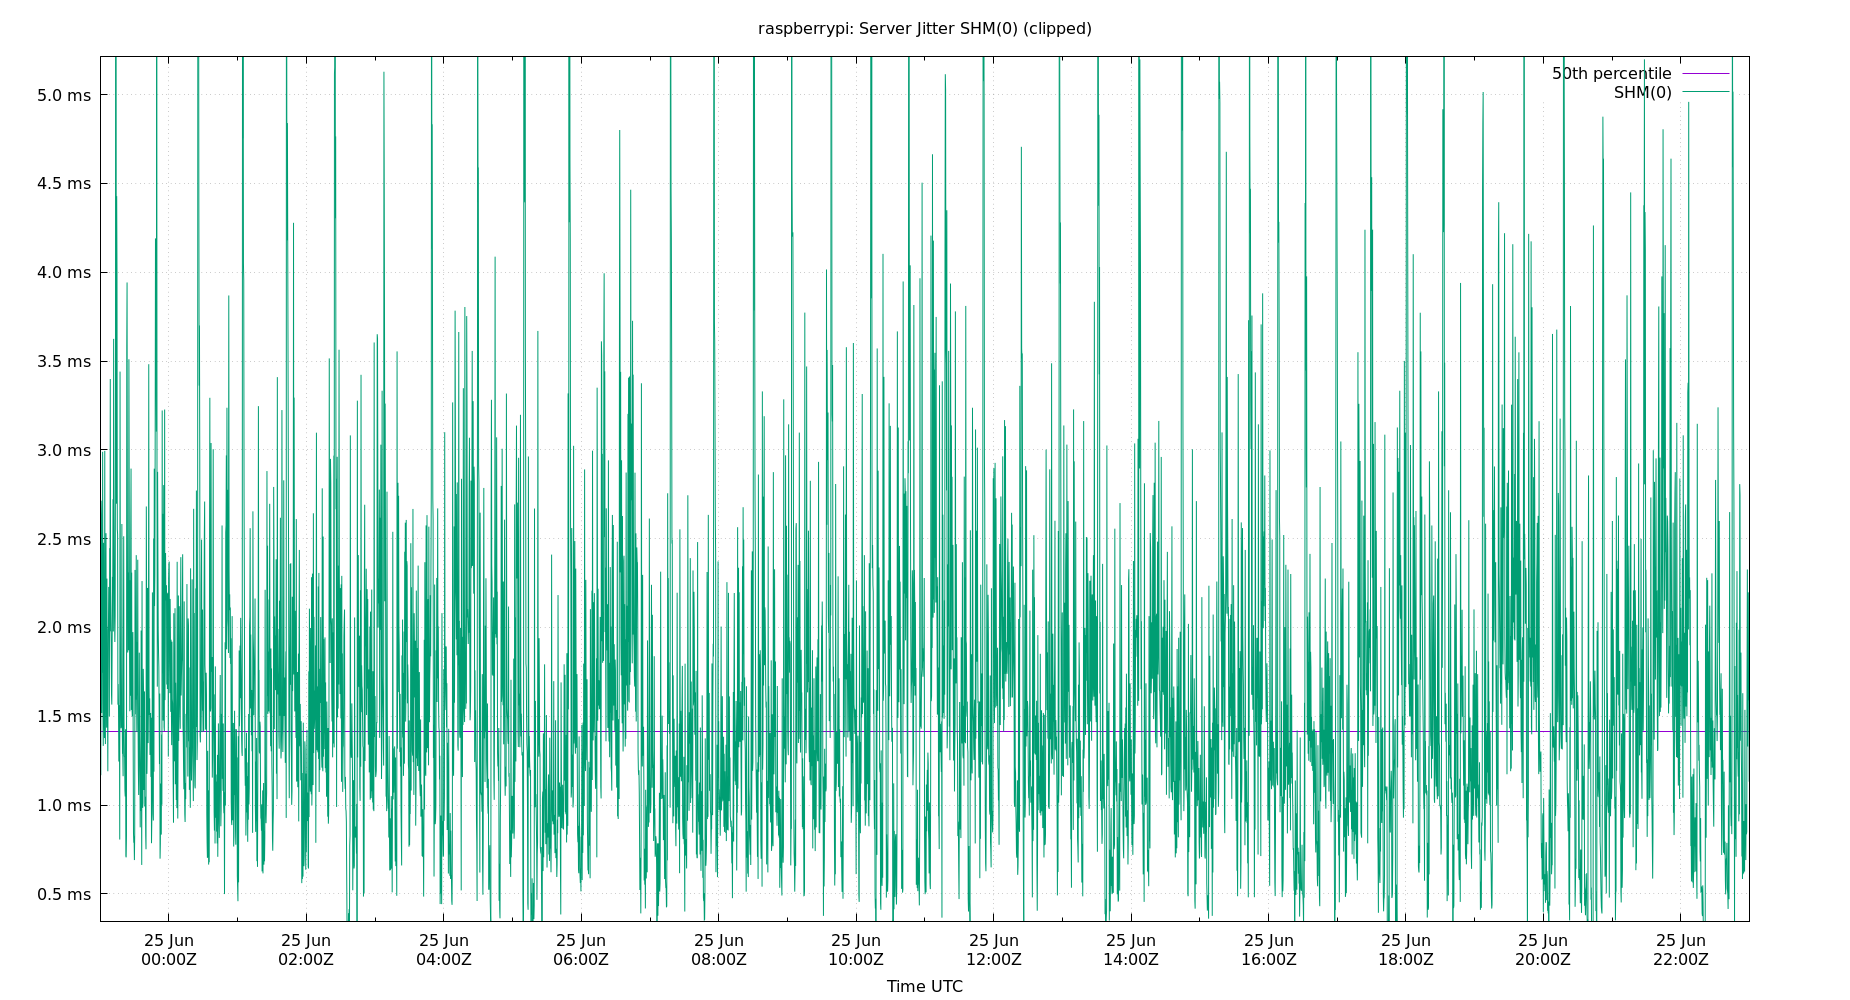 raspberrypi: Server Jitter SHM(0) (clipped)
50th percentile
SHM(0)
5.0 ms
4.5 ms
4.0 ms
3.5 ms
3.0 ms
2.5 ms
2.0 ms
1.5 ms
1.0 ms
0.5 ms
25 Jun 25 Jun 25 Jun 25 Jun 25 Jun 25 Jun 25 Jun 25 Jun 25 Jun 25 Jun 25 Jun 25 Jun
00:00Z 02:00Z 04:00Z 06:00Z 08:00Z 10:00Z 12:00Z 14:00Z 16:00Z 18:00Z 20:00Z 22:00Z
Time UTC